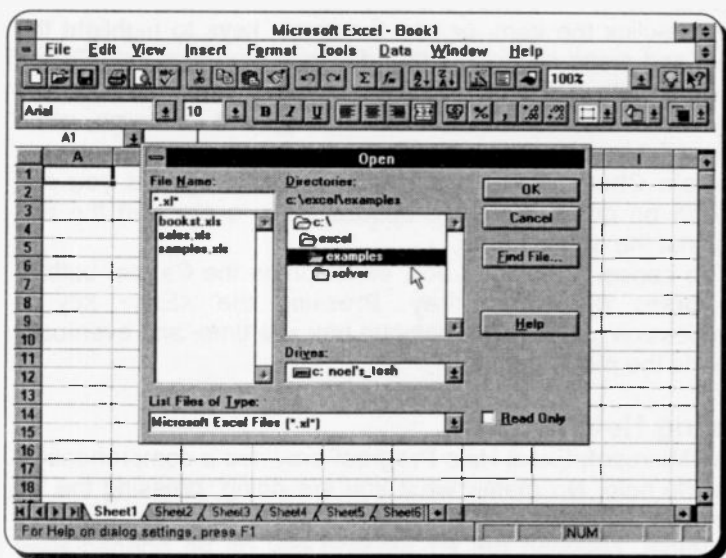 Microsoft Excel - Book1
File Edit View Insert Format Tools Data Window Help
100%
Arial 10 B I U
A1
A I
Open
File Name: Directories:
*.xl* c:\excel\examples OK
bookst.xls c:\ Cancel
sales.xls excel
samples.xls examples Find File...
solver
Help
Drives:
c: noel's_tosh
List Files of Type:
Microsoft Excel Files (*.xl*) Read Only
1
2
3
4
5
6
7
8
9
10
11
12
13
14
15
16
17
18
Sheet1 Sheet2 Sheet3 Sheet4 Sheet5 Sheet6
For Help on dialog settings, press F1 NUM